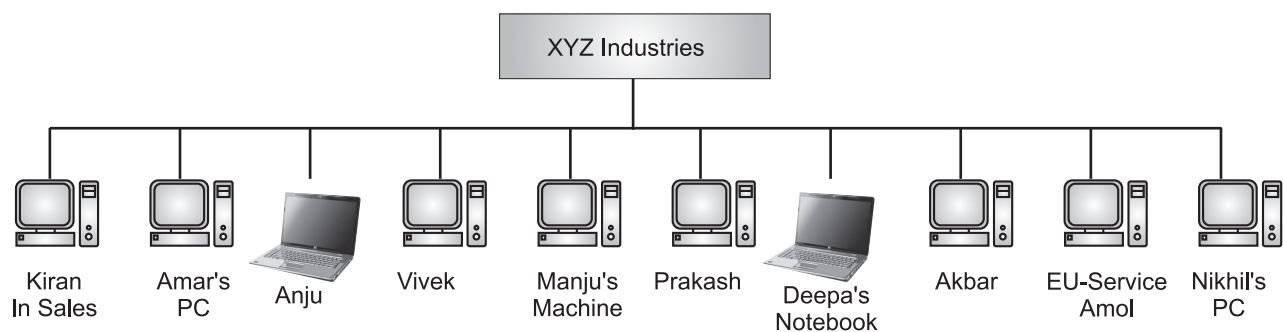 XYZ Industries
Kiran
In Sales
Amar's
PC
Anju
Vivek
Manju's
Machine
Prakash
Deepa's
Notebook
Akbar
EU-Service
Amol
Nikhil's
PC